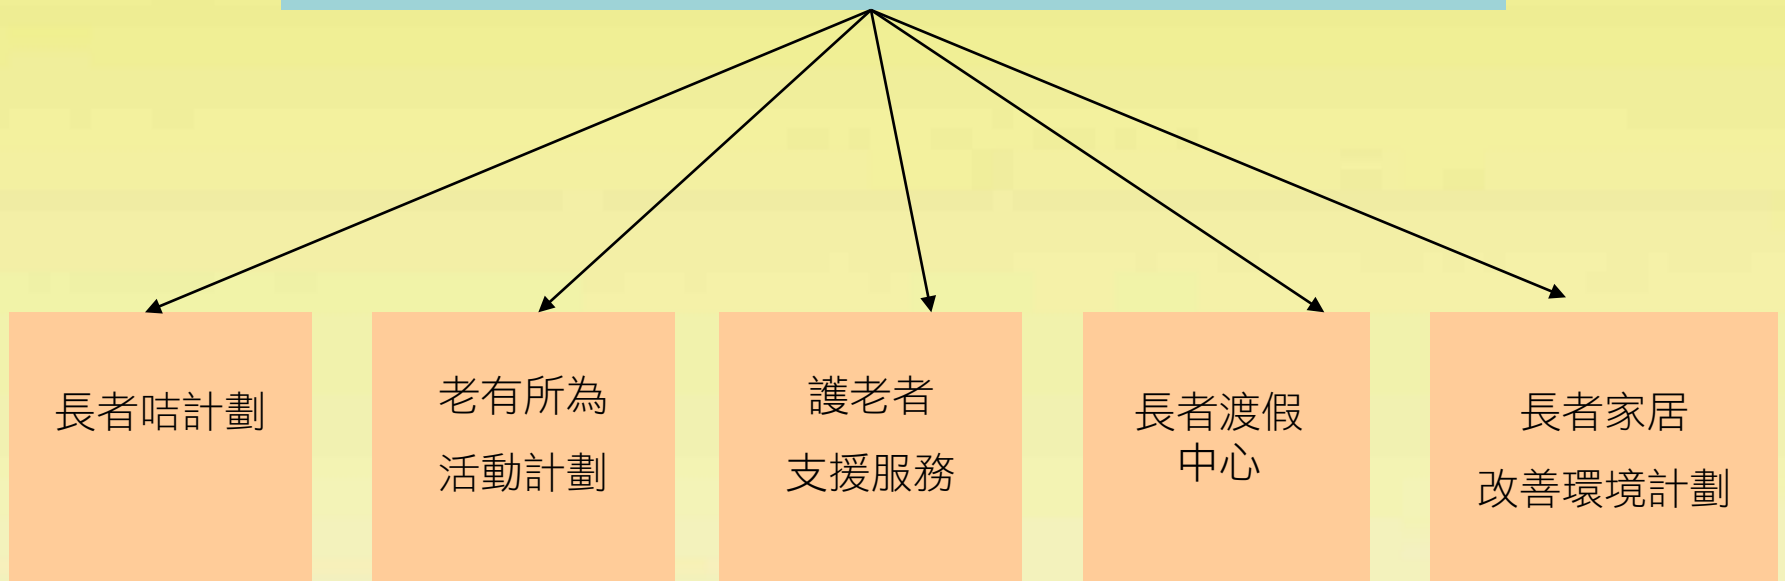 長者咭計劃
老有所為
活動計劃
護老者
支援服務
長者渡假
中心
長者家居
改善環境計劃